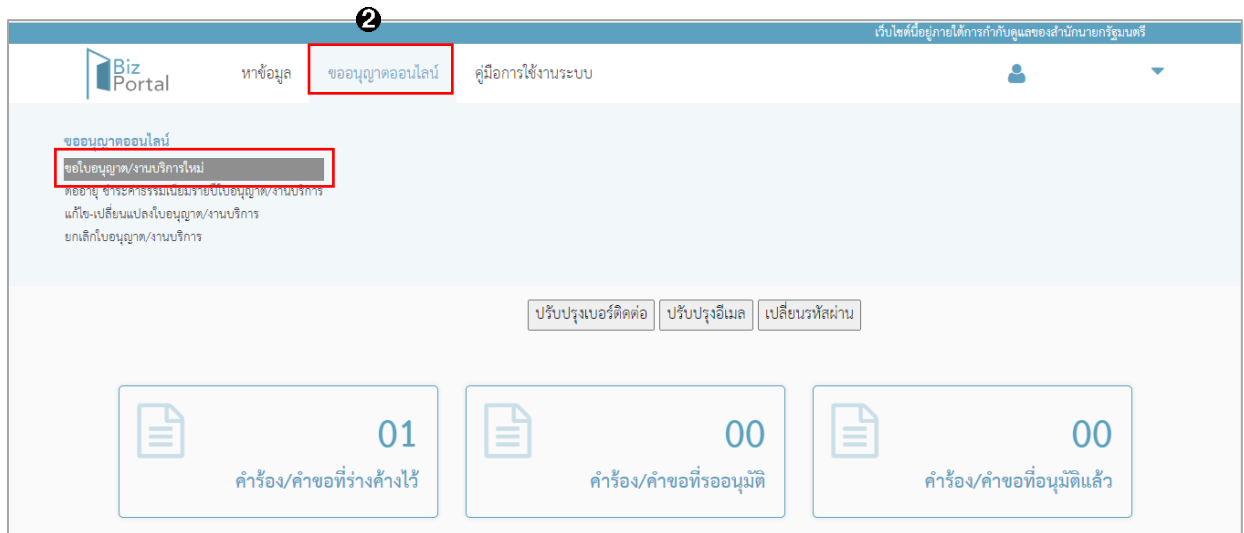 2
เว็บไซต์นี้อยู่ภายใต้การกำกับดูแลของสำนักนายกรัฐมนตรี
Biz Portal
หาข้อมูล ขออนุญาตออนไลน์ คู่มือการใช้งานระบบ
ขออนุญาตออนไลน์
ขอใบอนุญาต/งานบริการใหม่
ต่ออายุ ชำระค่าธรรมเนียมรายปีใบอนุญาต/งานบริการ
แก้ไข-เปลี่ยนแปลงใบอนุญาต/งานบริการ
ยกเลิกใบอนุญาต/งานบริการ
ปรับปรุงเบอร์ติดต่อ ปรับปรุงอีเมล เปลี่ยนรหัสผ่าน
01
คำร้อง/คำขอที่ร่างค้างไว้
00
คำร้อง/คำขอที่รออนุมัติ
00
คำร้อง/คำขอที่อนุมัติแล้ว